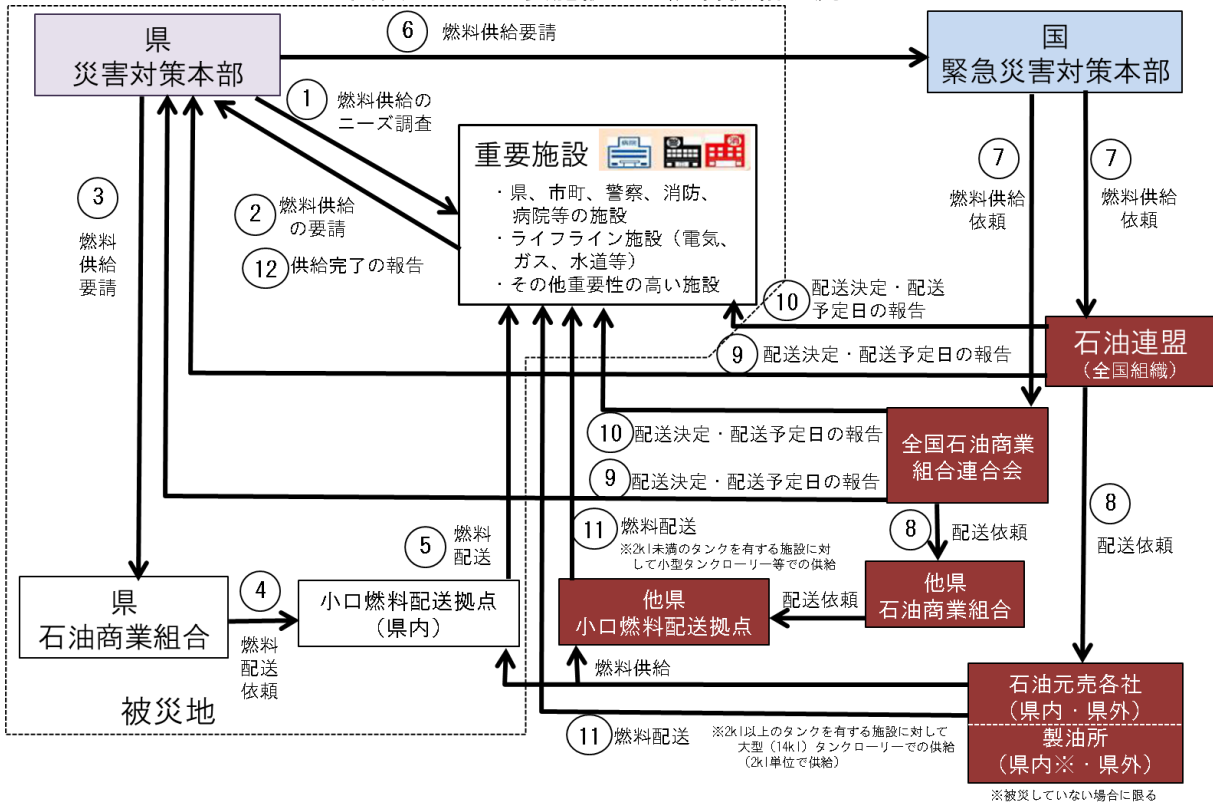 県
災害対策本部
⑥ 燃料供給要請
国
緊急災害対策本部
① 燃料供給の
ニーズ調査
重要施設
・県、市町、警察、消防、
病院等の施設
・ライフライン施設（電気、
ガス、水道等）
・その他重要性の高い施設
② 燃料供給
の要請
⑫ 供給完了の報告
③
燃料
供給
要請
⑦
燃料供給
依頼
⑦
燃料供給
依頼
⑩ 配送決定・配送
予定日の報告
⑨ 配送決定・配送予定日の報告
石油連盟
（全国組織）
⑩ 配送決定・配送予定日の報告
⑨ 配送決定・配送予定日の報告
全国石油商業
組合連合会
⑧ 配送依頼
⑧
配送依頼
⑤ 燃料
配送
⑪ 燃料配送
※2kl未満のタンクを有する施設に対
して小型タンクローリー等での供給
県
石油商業組合
④
燃料
配送
依頼
小口燃料配送拠点
（県内）
他県
小口燃料配送拠点
配送依頼
他県
石油商業組合
燃料供給
被災地
⑪ 燃料配送
※2kl以上のタンクを有する施設に対して
大型（14kl）タンクローリーでの供給
（2kl単位で供給）
石油元売各社
（県内・県外）
製油所
（県内※・県外）
※被災していない場合に限る